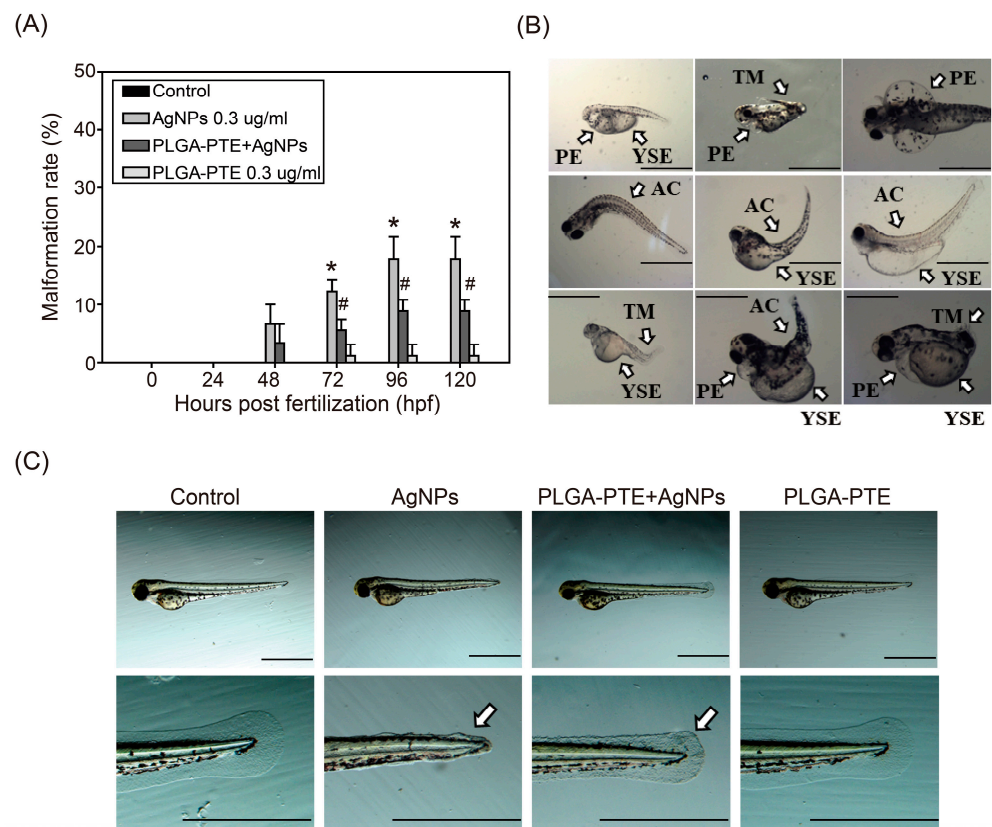 (A)
50
40
30
20
10
0
Malformation rate (%)
Control
AgNPs 0.3 ug/ml
PLGA-PTE+AgNPs
PLGA-PTE 0.3 ug/ml
* * *
# # #
0 24 48 72 96 120
Hours post fertilization (hpf)
(B)
PE YSE
TM
PE
PE
AC
AC
YSE
AC
YSE
TM
YSE
AC
PE
YSE
TM
PE
YSE
(C)
Control AgNPs PLGA-PTE+AgNPs PLGA-PTE